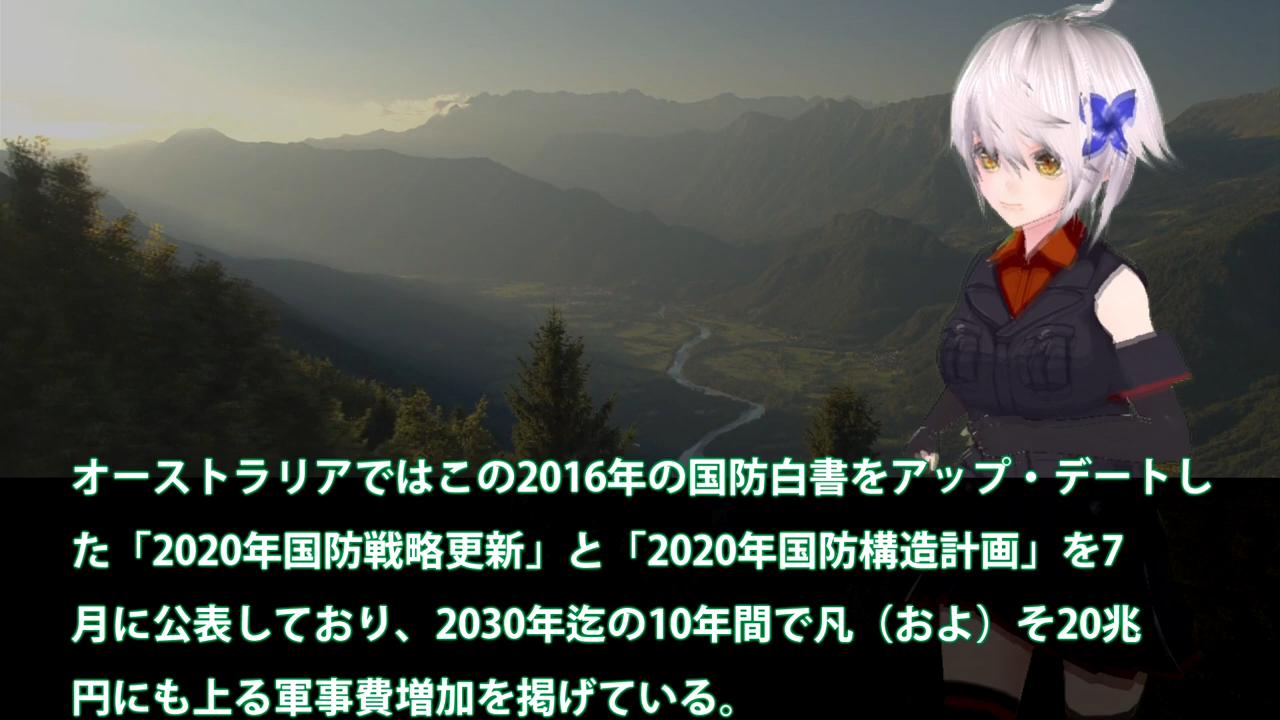 オーストラリアではこの2016年の国防白書をアップ・デートし
た「2020年国防戦略更新」と「2020年国防構造計画」を7
月に公表しており、2030年迄の10年間で凡（およ）そ20兆
円にも上る軍事費増加を掲げている。